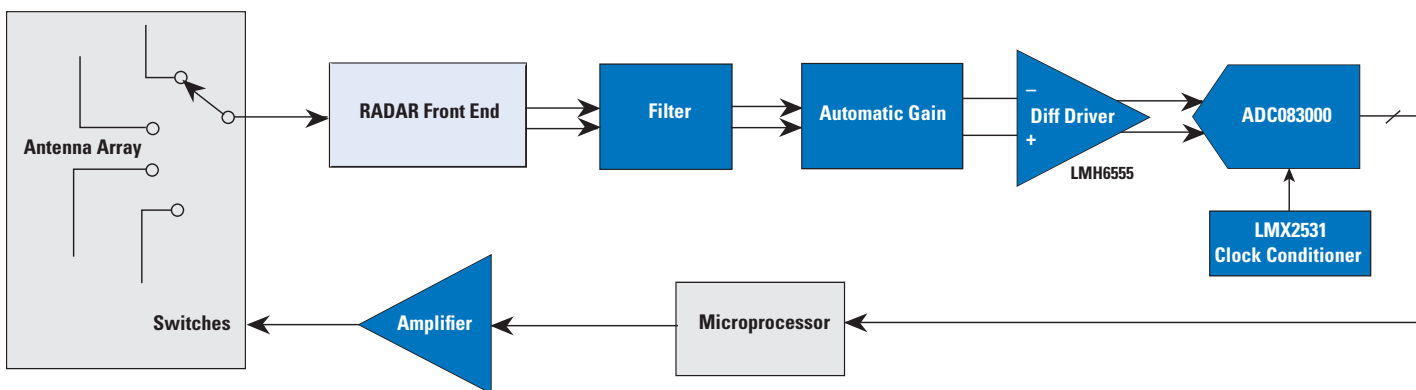 Antenna Array
Switches
RADAR Front End
Filter
Automatic Gain
–
Diff Driver
+
LMH6555
ADC083000
LMX2531
Clock Conditioner
Amplifier
Microprocessor